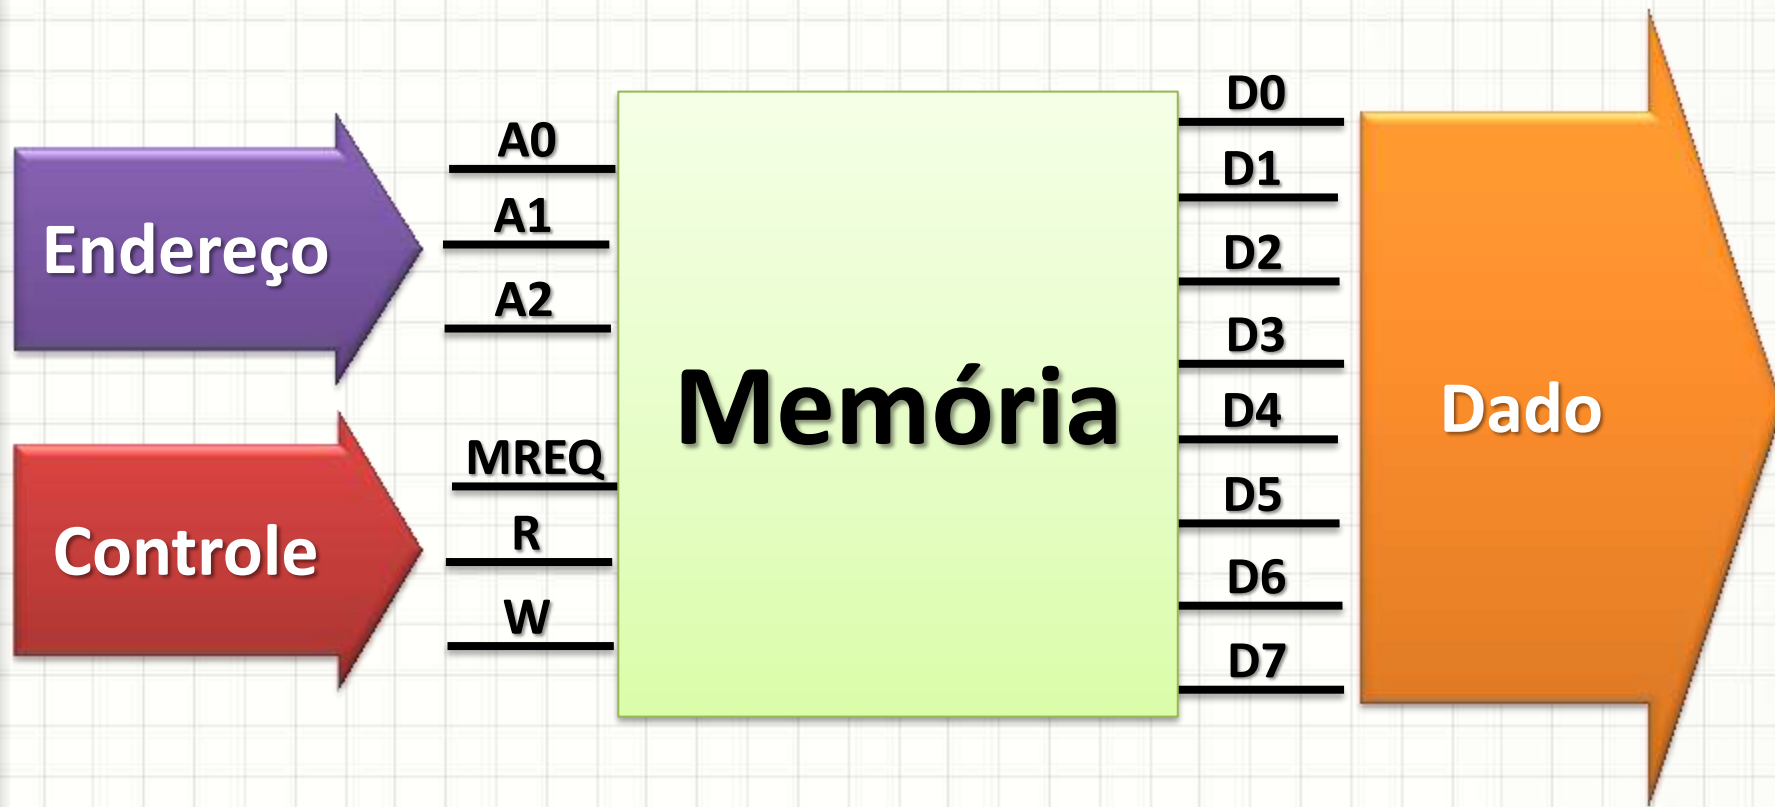 Endereço
Controle
A0
A1
A2
MREQ
R
W
Memória
D0
D1
D2
D3
D4
D5
D6
D7
Dado